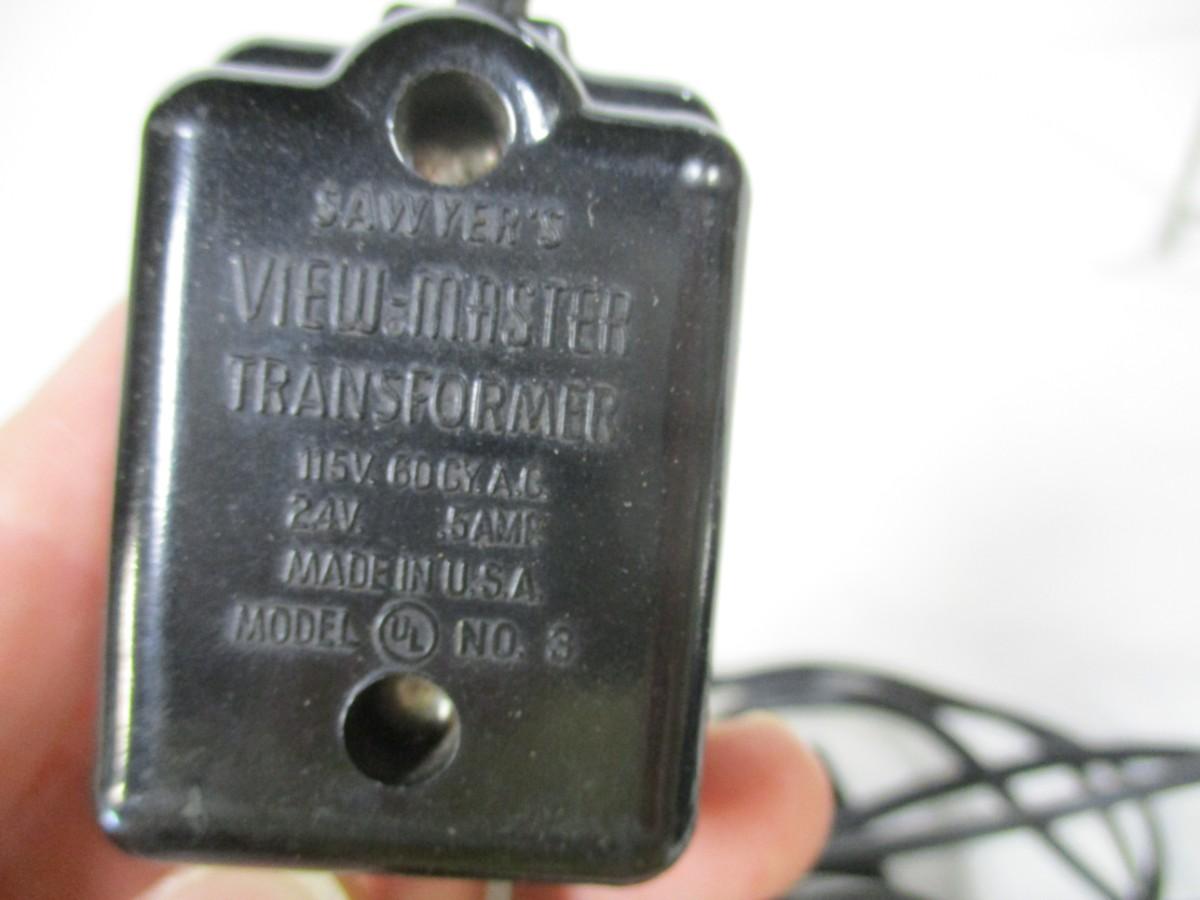 SAWYER'S
VIEW-MASTER
TRANSFORMER
115V. 60CY. A.C.
2.4V. .5AMP
MADE IN U.S.A.
MODEL UL NO. 3